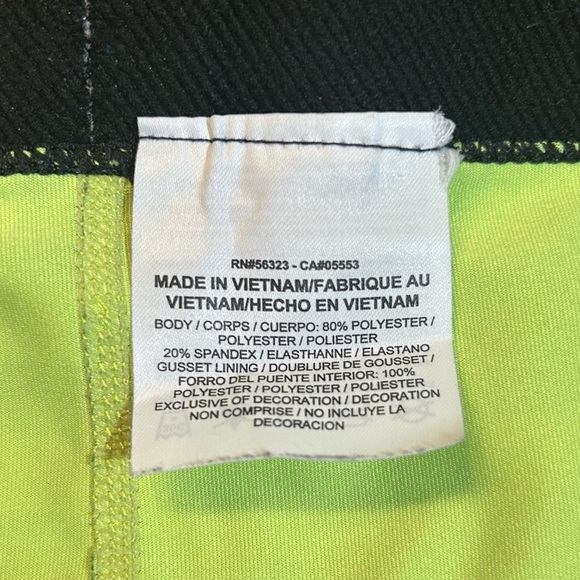 RN#56323 - CA#05553
MADE IN VIETNAM/FABRIQUE AU
VIETNAM/HECHO EN VIETNAM
BODY / CORPS / CUERPO: 80% POLYESTER /
POLYESTER / POLIESTER
20% SPANDEX / ELASTHANNE / ELASTANO
GUSSET LINING / DOUBLURE DE GOUSSET /
FORRO DEL PUENTE INTERIOR: 100%
POLYESTER / POLYESTER / POLIESTER
EXCLUSIVE OF DECORATION / DECORATION
NON COMPRISE / NO INCLUYE LA
DECORACION